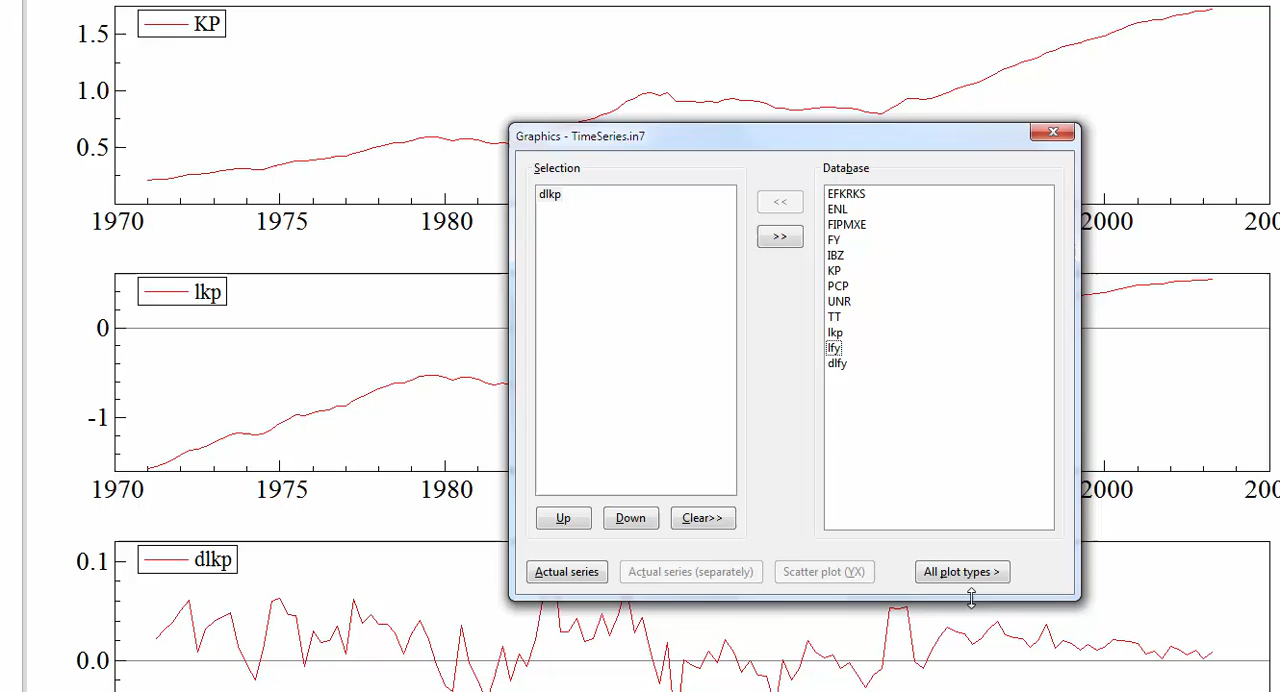 KP
1.5
1.0
0.5
1970 1975 1980 2000 200
Graphics - TimeSeries.in7
Selection
Database
dlkp
<<
>>
EFKRKS
ENL
FIPMXE
FY
IBZ
KP
PCP
UNR
TT
lkp
lfy
dlfy
Up Down Clear>>
Actual series Actual series (separately) Scatter plot (YX) All plot types >
lkp
0
-1
1970 1975 1980 2000 200
dlkp
0.1
0.0